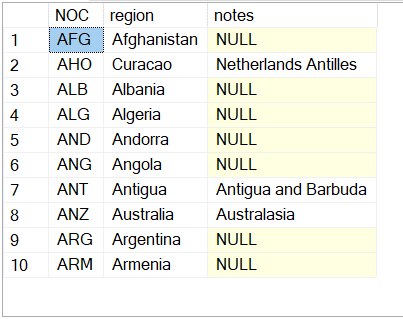 NOC region notes
1 AFG Afghanistan NULL
2 AHO Curacao Netherlands Antilles
3 ALB Albania NULL
4 ALG Algeria NULL
5 AND Andorra NULL
6 ANG Angola NULL
7 ANT Antigua Antigua and Barbuda
8 ANZ Australia Australasia
9 ARG Argentina NULL
10 ARM Armenia NULL